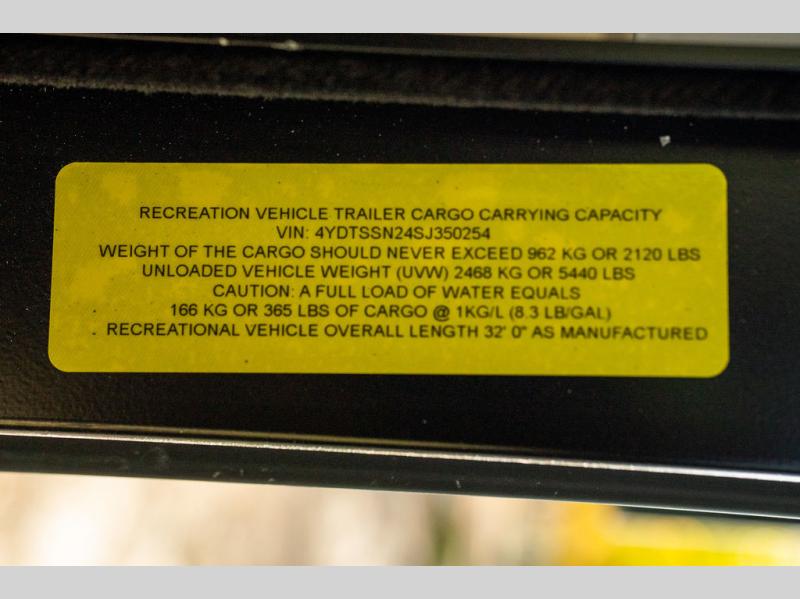 RECREATION VEHICLE TRAILER CARGO CARRYING CAPACITY
VIN: 4YDTSSN24SJ350254
WEIGHT OF THE CARGO SHOULD NEVER EXCEED 962 KG OR 2120 LBS
UNLOADED VEHICLE WEIGHT (UVW) 2468 KG OR 5440 LBS
CAUTION: A FULL LOAD OF WATER EQUALS
166 KG OR 365 LBS OF CARGO @ 1KG/L (8.3 LB/GAL)
RECREATIONAL VEHICLE OVERALL LENGTH 32' 0" AS MANUFACTURED